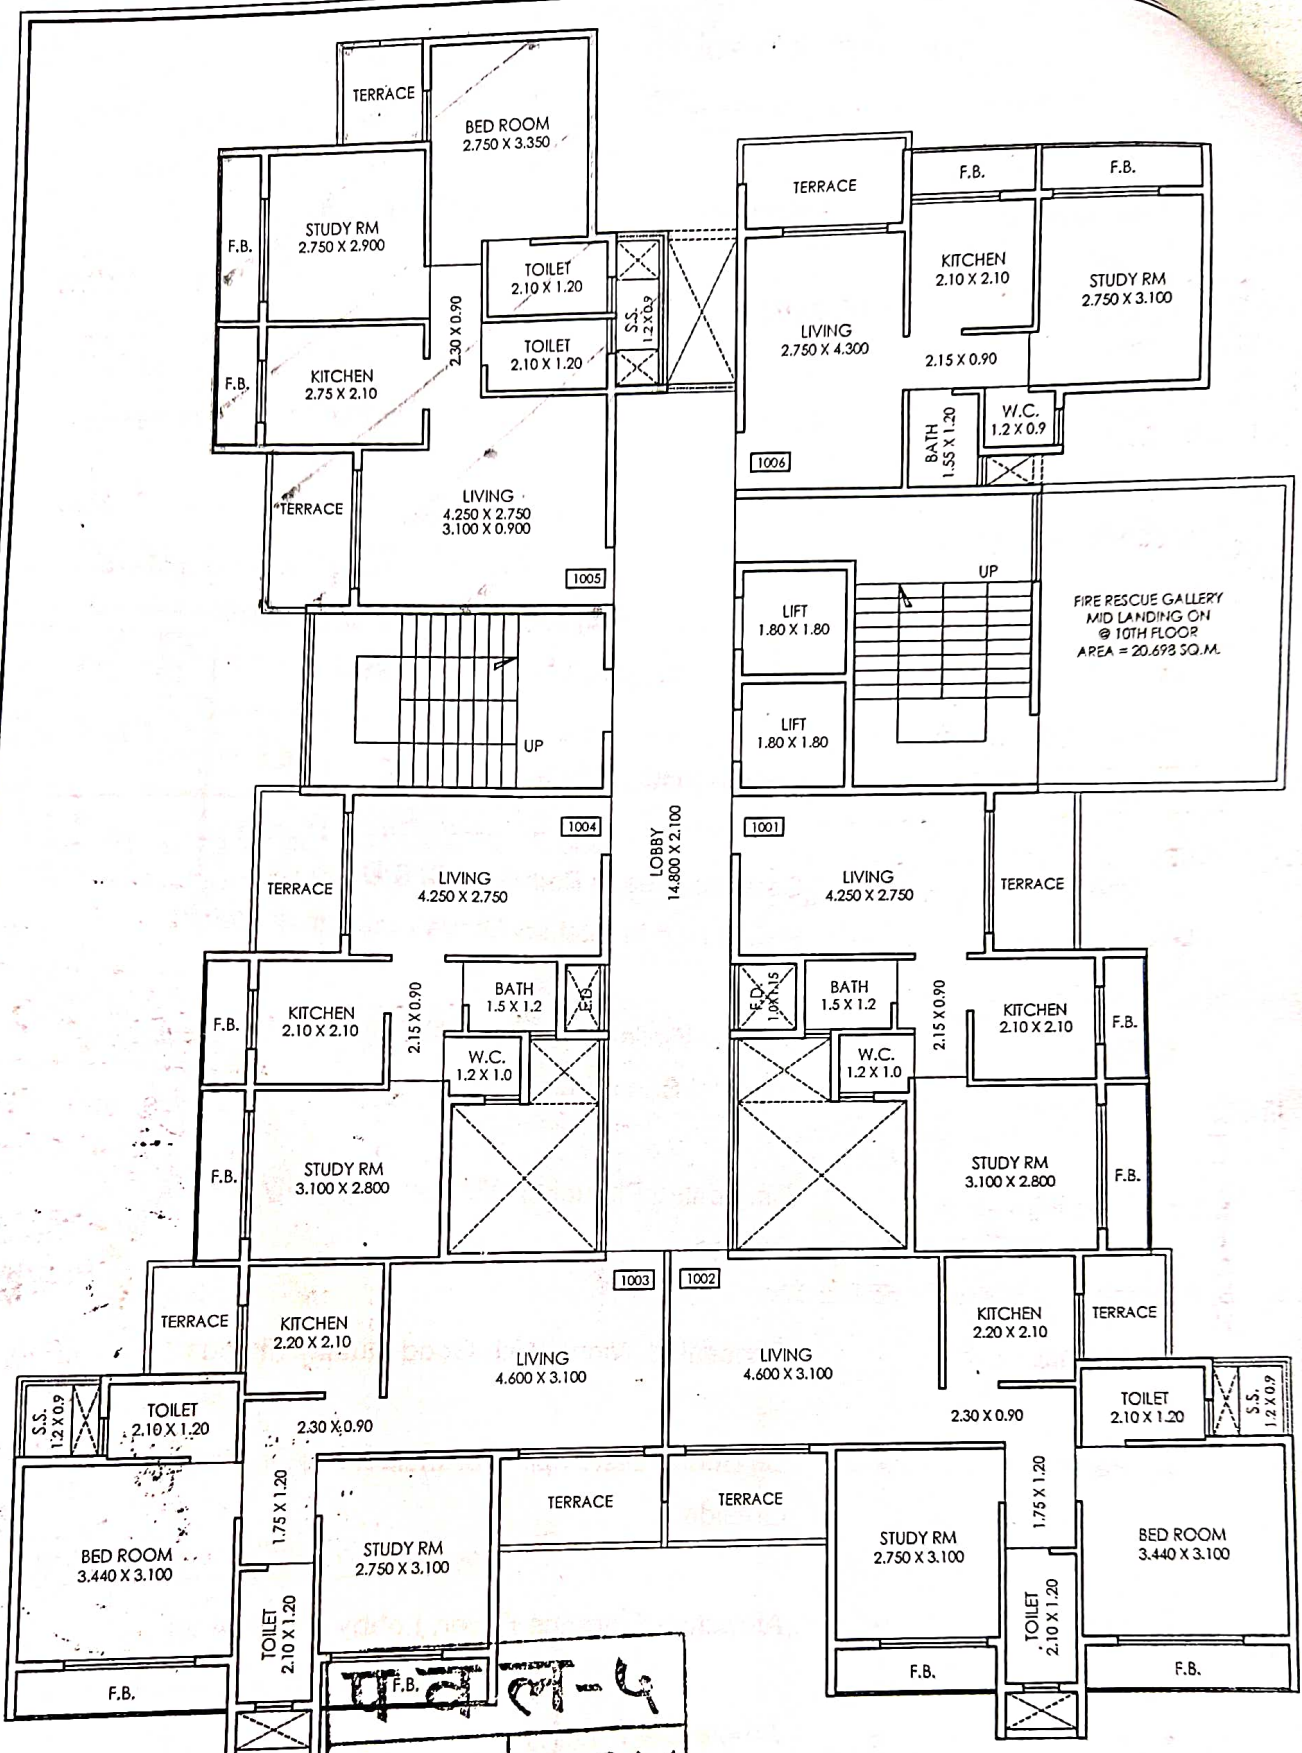 TERRACE
BED ROOM
2.750 X 3.350
STUDY RM
2.750 X 2.900
F.B.
TOILET
2.10 X 1.20
S.S.
1.2 X 0.9
2.30 X 0.90
TOILET
2.10 X 1.20
F.B.
KITCHEN
2.75 X 2.10
TERRACE
LIVING
4.250 X 2.750
3.100 X 0.900
1005
TERRACE
F.B.
F.B.
KITCHEN
2.10 X 2.10
STUDY RM
2.750 X 3.100
LIVING
2.750 X 4.300
2.15 X 0.90
BATH
1.55 X 1.20
W.C.
1.2 X 0.9
1006
UP
LIFT
1.80 X 1.80
LIFT
1.80 X 1.80
FIRE RESCUE GALLERY
MID LANDING ON
@ 10TH FLOOR
AREA = 20.693 SQ.M.
UP
1004
LOBBY
14.800 X 2.100
1001
TERRACE
LIVING
4.250 X 2.750
LIVING
4.250 X 2.750
TERRACE
F.B.
KITCHEN
2.10 X 2.10
2.15 X 0.90
BATH
1.5 X 1.2
F.D.
W.C.
1.2 X 1.0
F.D.
1.0X1.15
BATH
1.5 X 1.2
2.15 X 0.90
KITCHEN
2.10 X 2.10
F.B.
W.C.
1.2 X 1.0
F.B.
STUDY RM
3.100 X 2.800
STUDY RM
3.100 X 2.800
F.B.
1003
1002
TERRACE
KITCHEN
2.20 X 2.10
LIVING
4.600 X 3.100
LIVING
4.600 X 3.100
KITCHEN
2.20 X 2.10
TERRACE
S.S.
1.2 X 0.9
TOILET
2.10 X 1.20
2.30 X 0.90
2.30 X 0.90
TOILET
2.10 X 1.20
S.S.
1.2 X 0.9
1.75 X 1.20
TERRACE
TERRACE
1.75 X 1.20
BED ROOM
3.440 X 3.100
STUDY RM
2.750 X 3.100
STUDY RM
2.750 X 3.100
BED ROOM
3.440 X 3.100
TOILET
2.10 X 1.20
TOILET
2.10 X 1.20
F.B.
F.B.
F.B.
F.B.
प व ल - ५